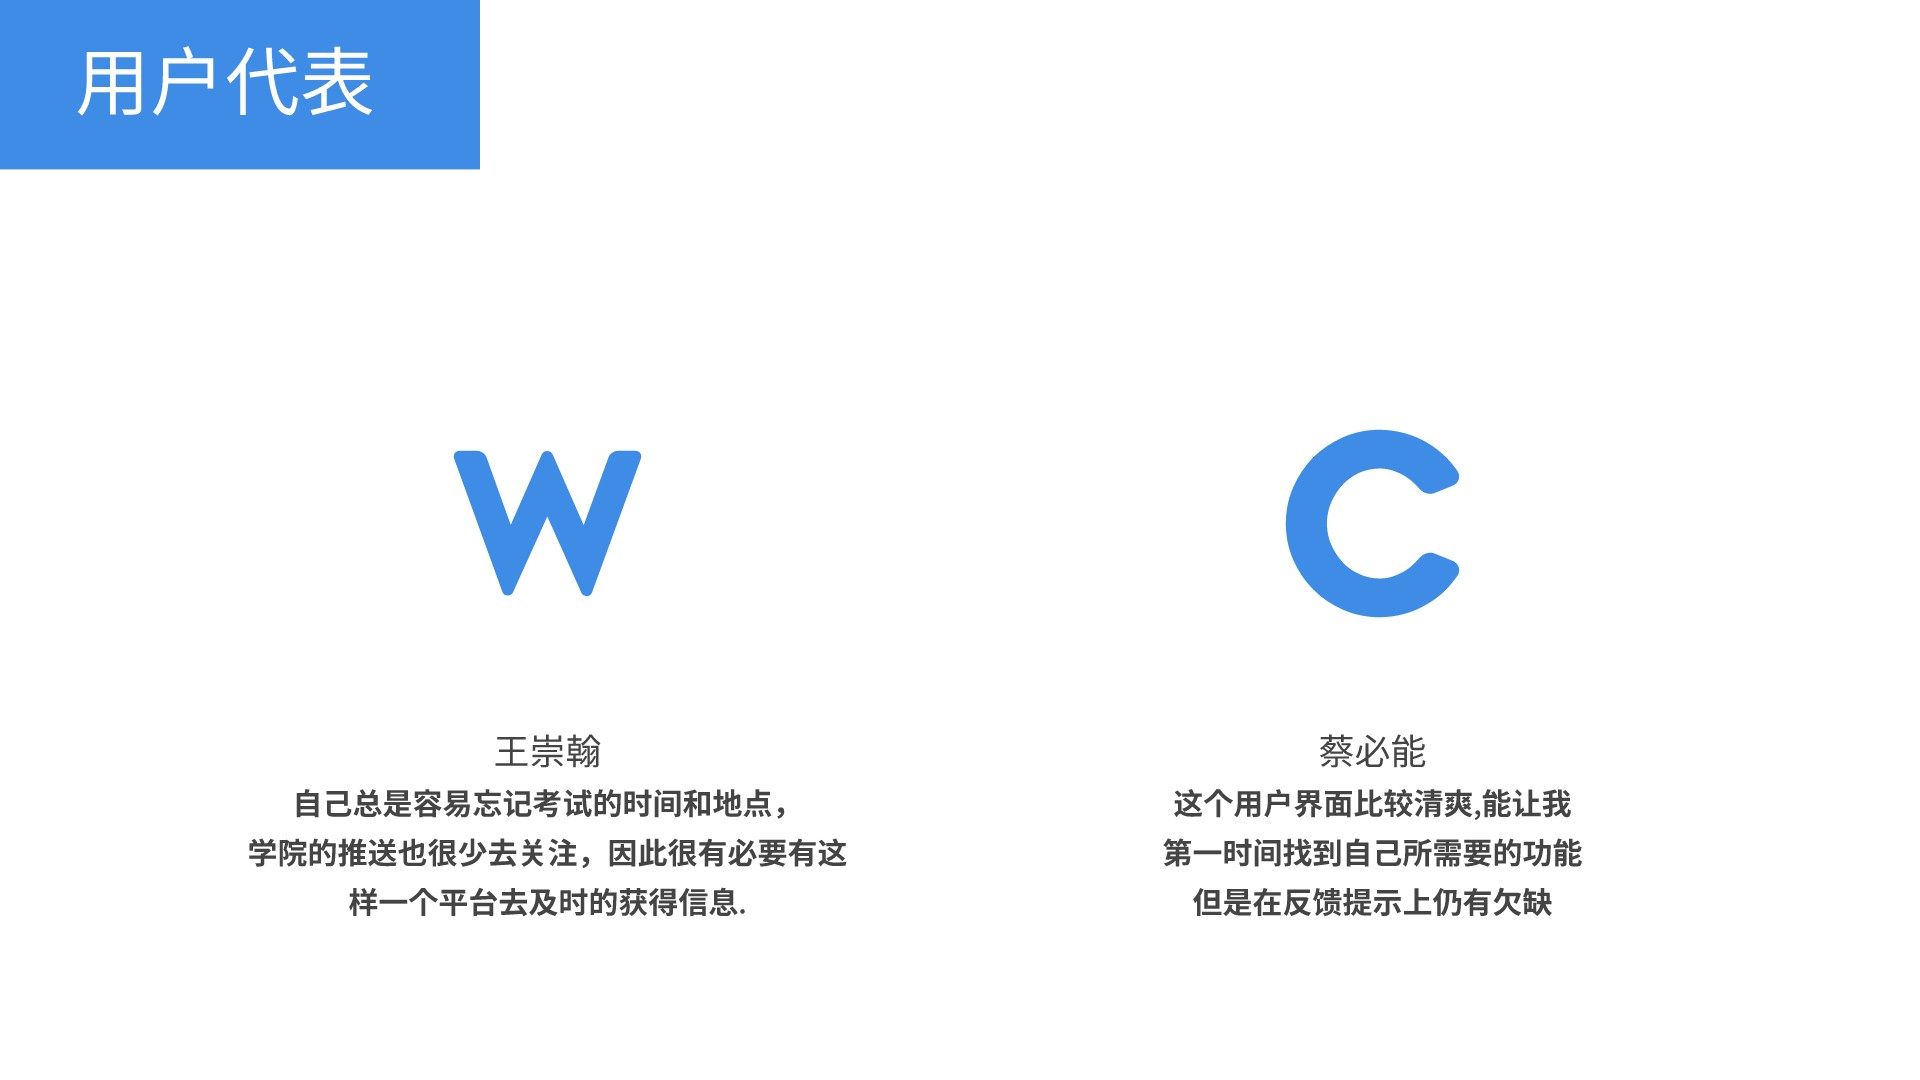 用户代表
W
王崇翰
自己总是容易忘记考试的时间和地点，
学院的推送也很少去关注，因此很有必要有这
样一个平台去及时的获得信息.
C
蔡必能
这个用户界面比较清爽,能让我
第一时间找到自己所需要的功能
但是在反馈提示上仍有欠缺